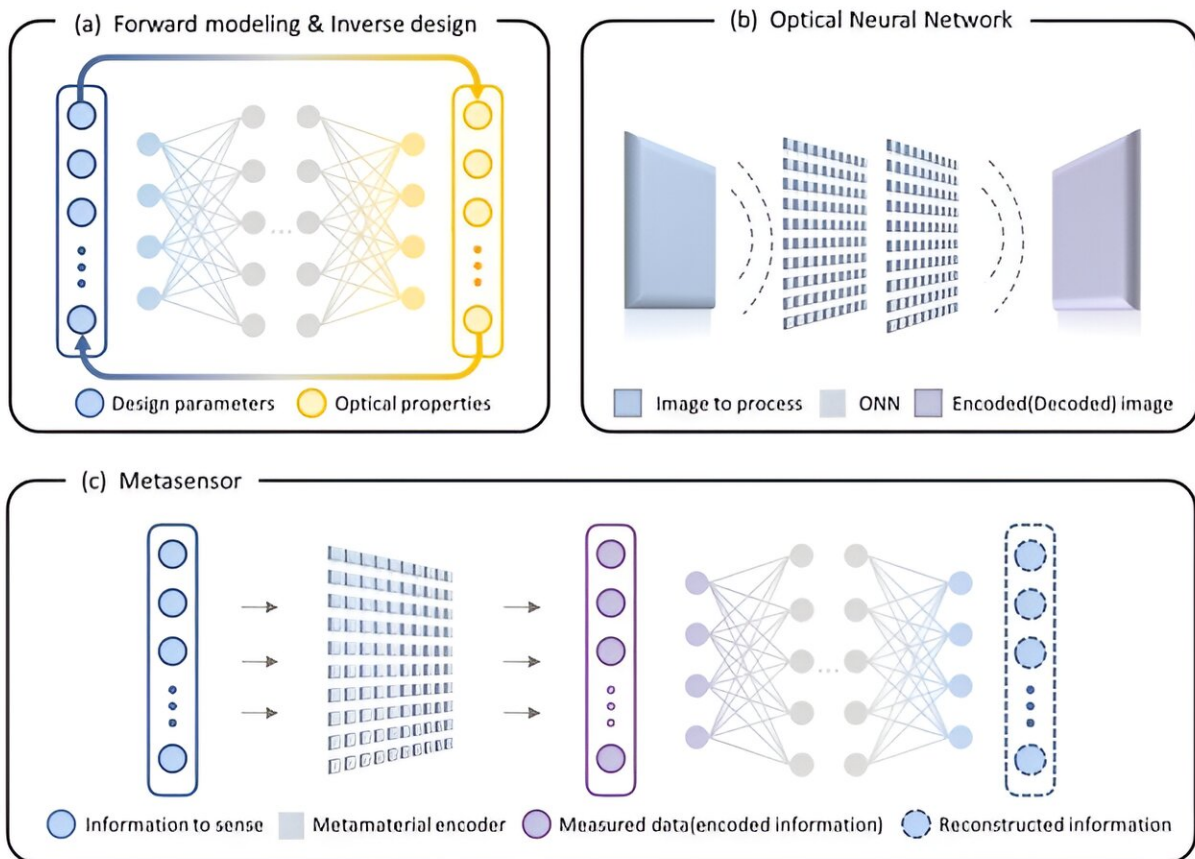 (a) Forward modeling & Inverse design
Design parameters
Optical properties
(b) Optical Neural Network
Image to process
ONN
Encoded(Decoded) image
(c) Metasensor
Information to sense
Metamaterial encoder
Measured data(encoded information)
Reconstructed information